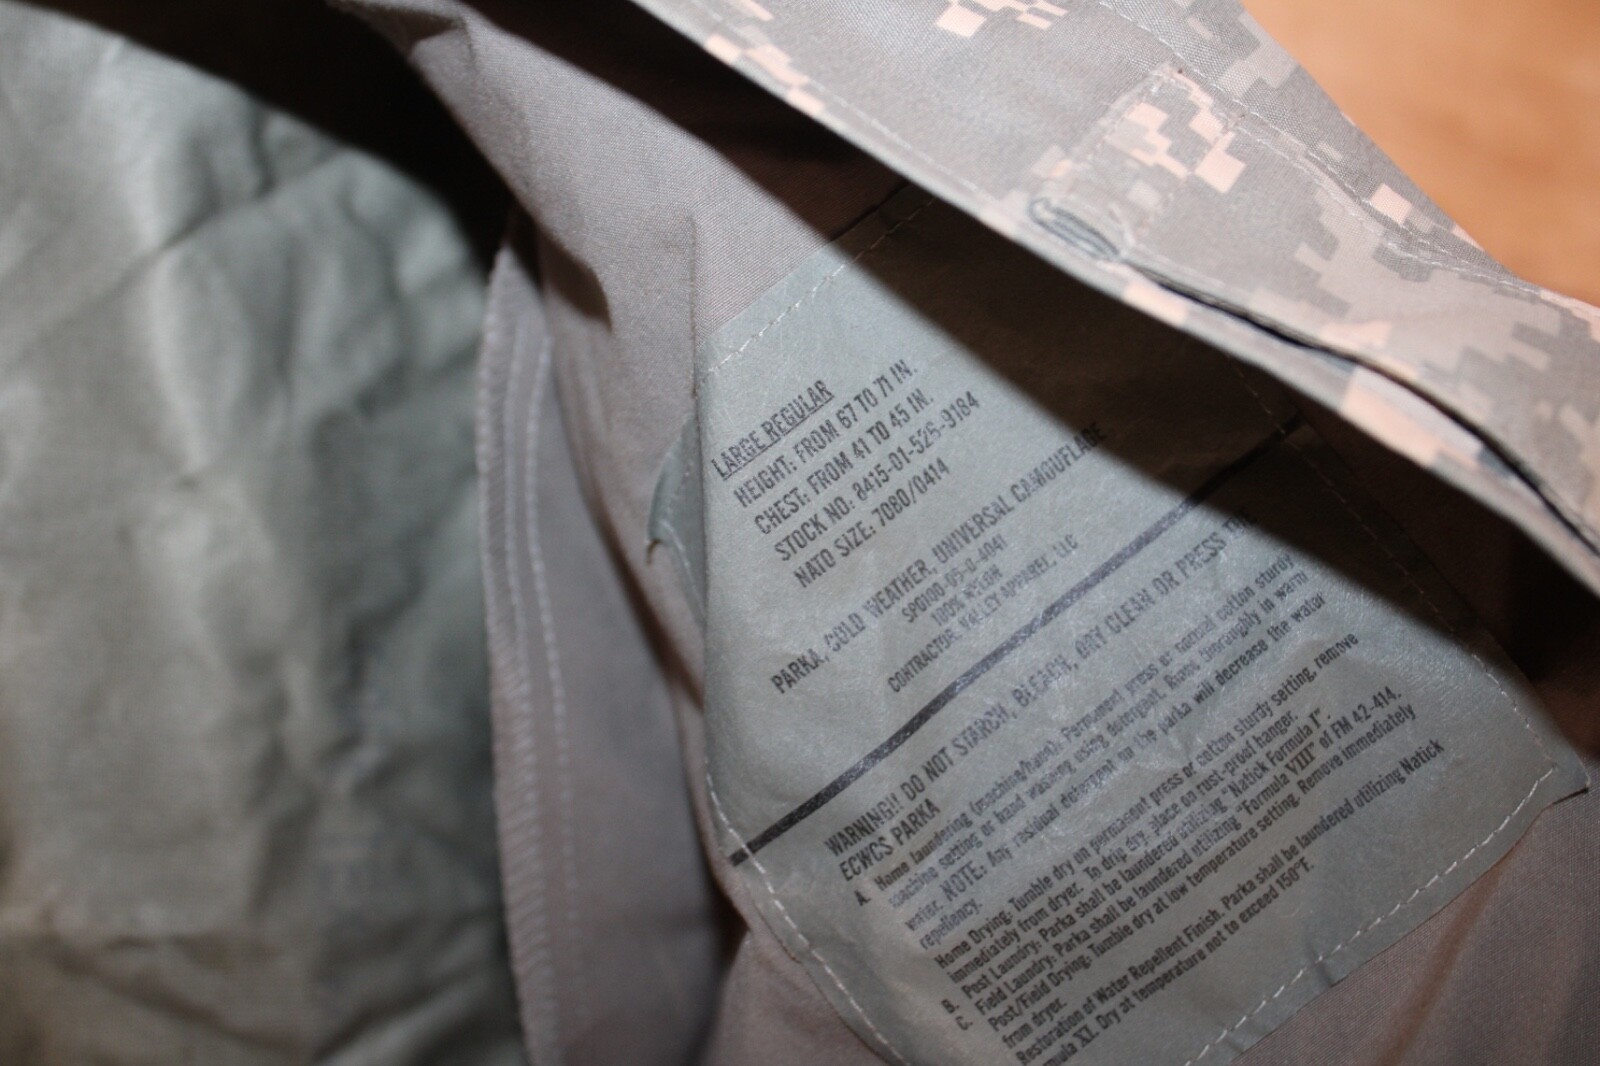 LARGE REGULAR
HEIGHT: FROM 67 TO 71 IN.
CHEST: FROM 41 TO 45 IN.
STOCK NO: 8415-01-526-9184
NATO SIZE: 7080/0414
PARKA, COLD WEATHER, UNIVERSAL CAMOUFLAGE
SPO100-05-D-4041
100% NYLON
CONTRACTOR, VALLEY APPAREL, LLC
WARNING!! DO NOT STARCH, BLEACH, DRY CLEAN OR PRESS THE
ECWCS PARKA
A. Home laundering (machine/hand): Permanent press or normal cotton sturdy
machine setting or hand washing using detergent. Rinse thoroughly in warm
water. NOTE: Any residual detergent on the parka will decrease the water
repellency.
Home Drying: Tumble dry on permanent press or cotton sturdy setting, remove
immediately from dryer. To drip dry, place on rust-proof hanger.
B. Post Laundry: Parka shall be laundered utilizing "Natick Formula 1".
C. Field Laundry: Parka shall be laundered utilizing "Formula VIII" of FM 42-414.
Post/Field Drying: Tumble dry at low temperature setting. Remove immediately
from dryer.
Restoration of Water Repellent Finish. Parka shall be laundered utilizing Natick
mula XI. Dry at temperature not to exceed 150°F.